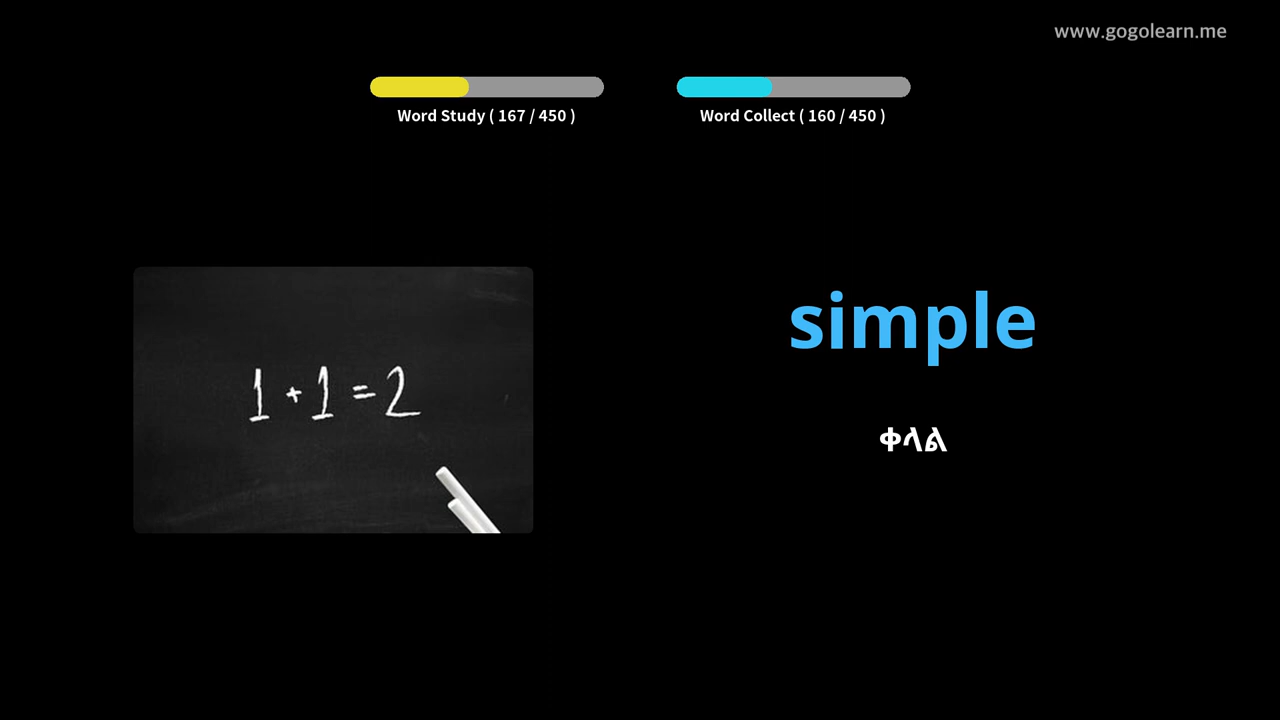 www.gogolearn.me
Word Study ( 167 / 450 )
Word Collect ( 160 / 450 )
1 + 1 = 2
simple
ቀላል